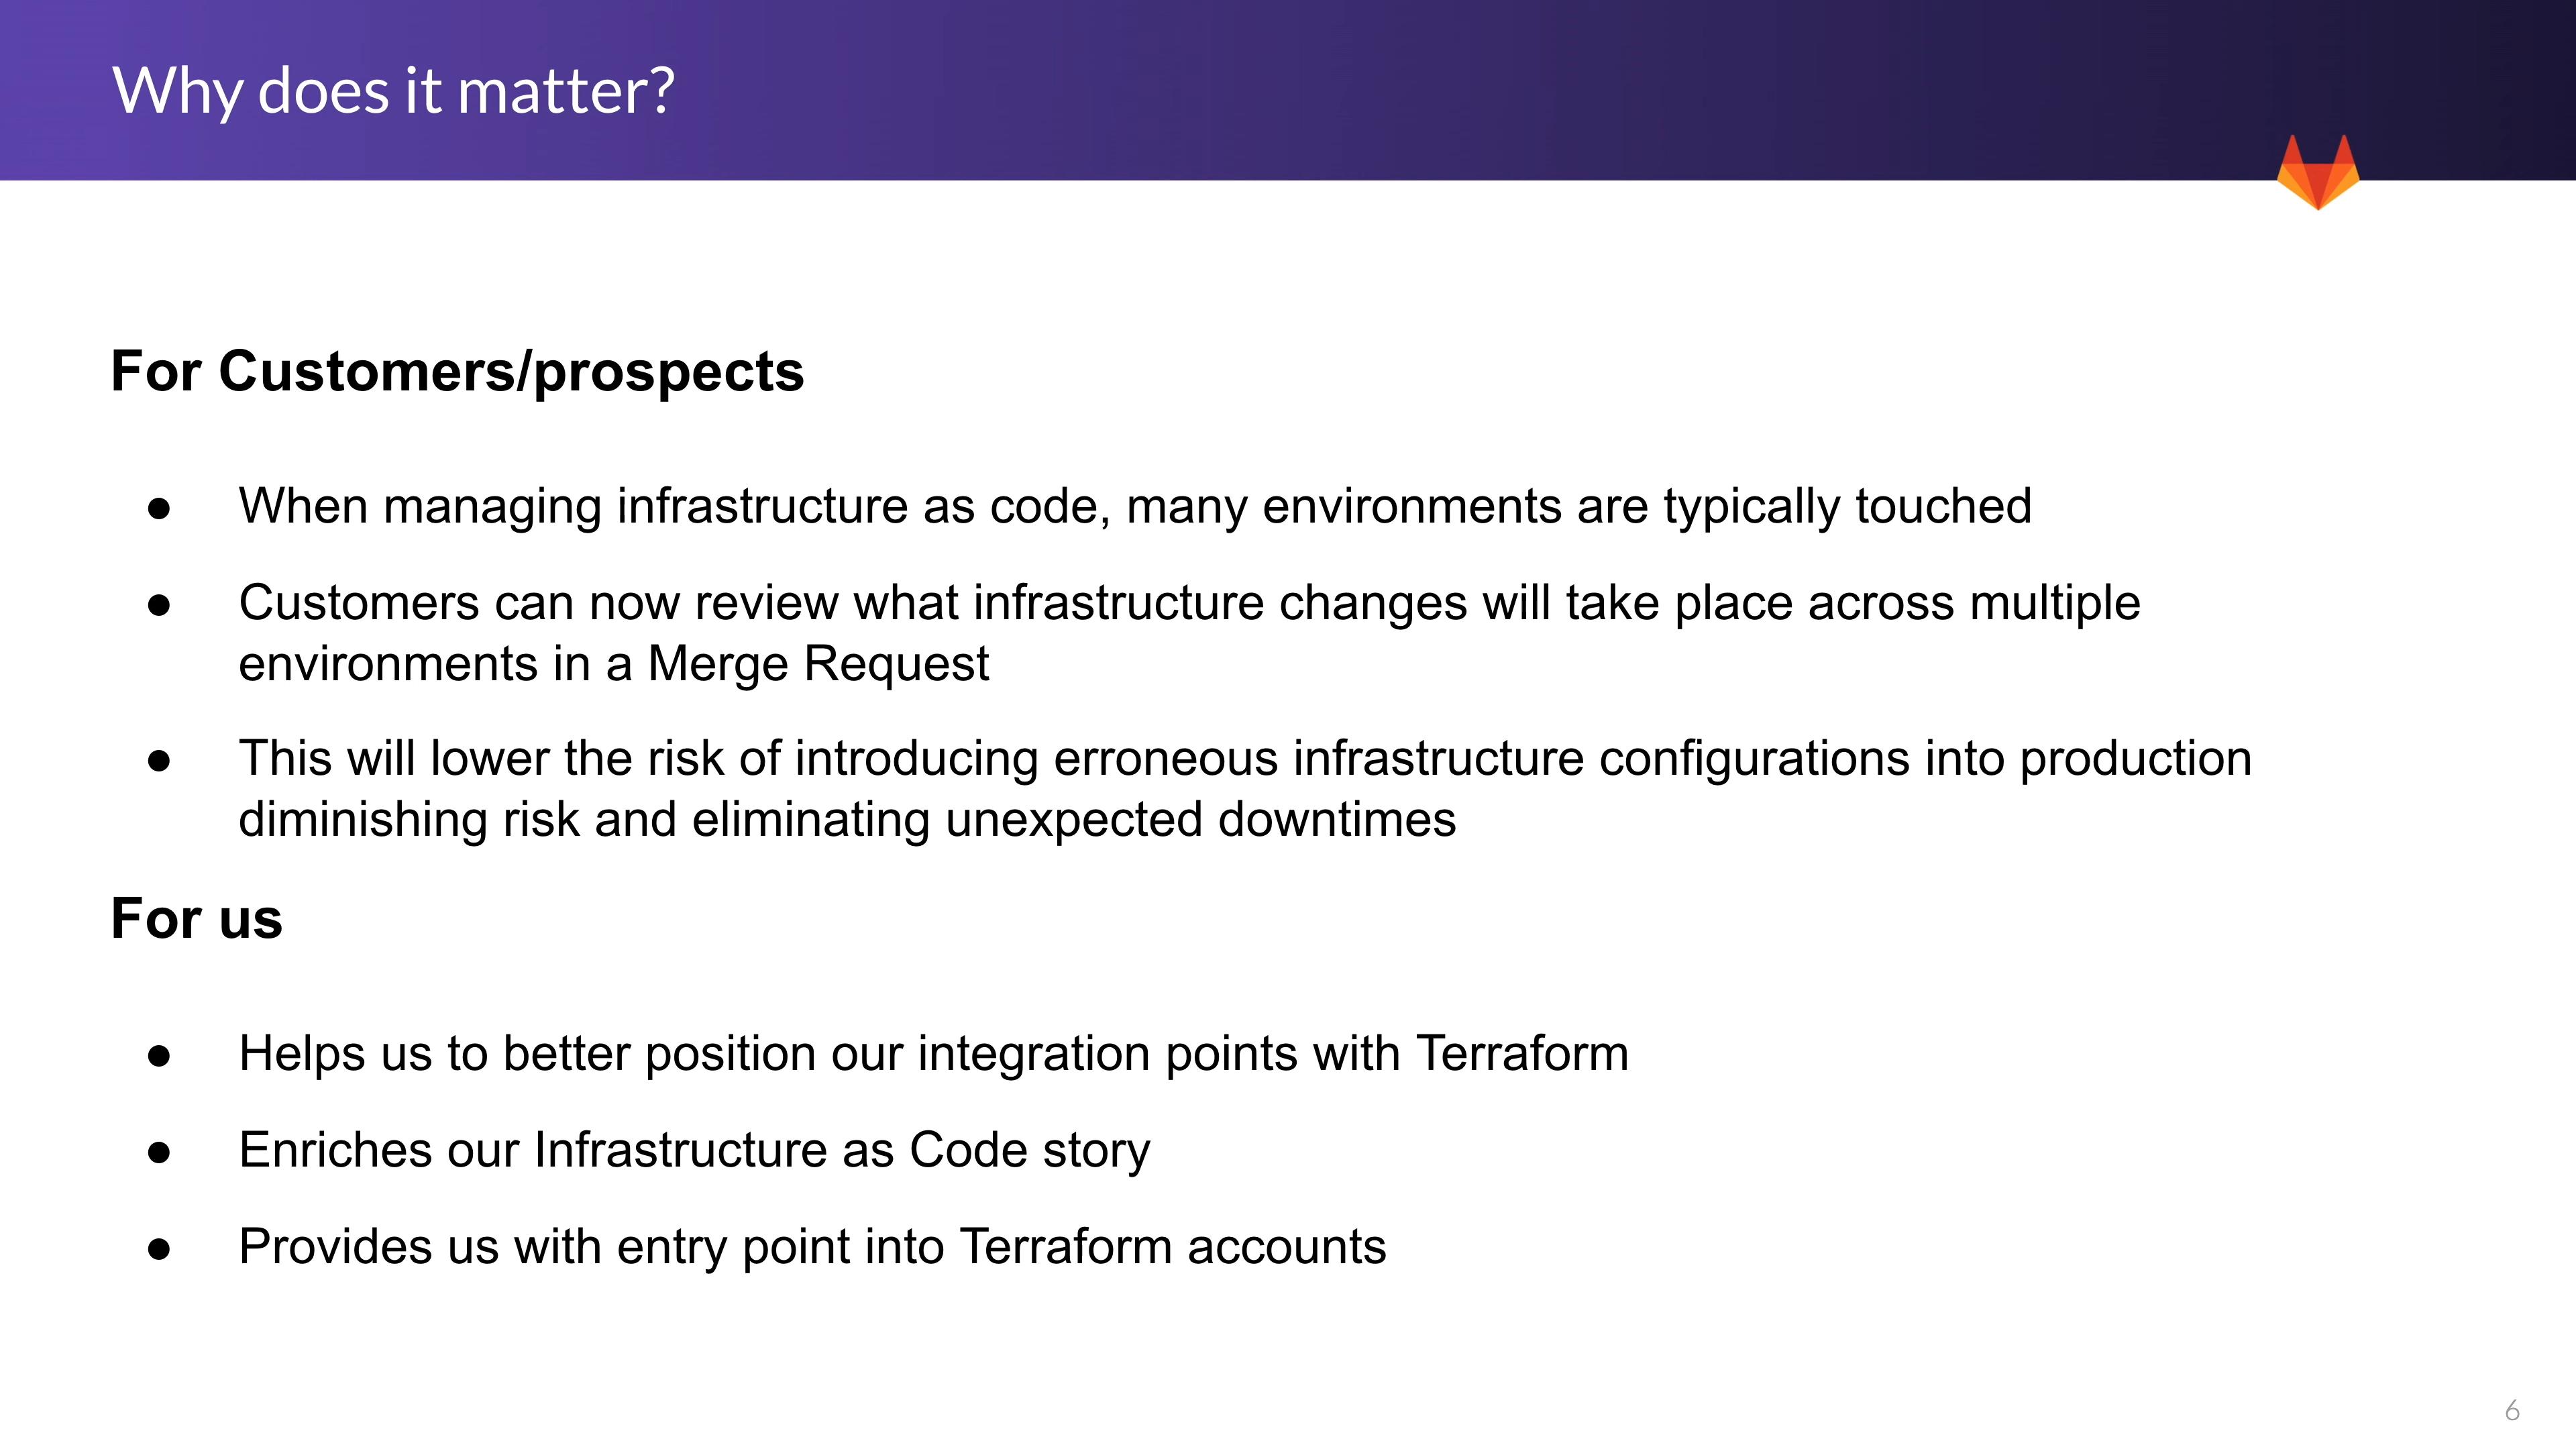 Why does it matter?
For Customers/prospects
● When managing infrastructure as code, many environments are typically touched
● Customers can now review what infrastructure changes will take place across multiple
environments in a Merge Request
● This will lower the risk of introducing erroneous infrastructure configurations into production
diminishing risk and eliminating unexpected downtimes
For us
● Helps us to better position our integration points with Terraform
● Enriches our Infrastructure as Code story
● Provides us with entry point into Terraform accounts
6